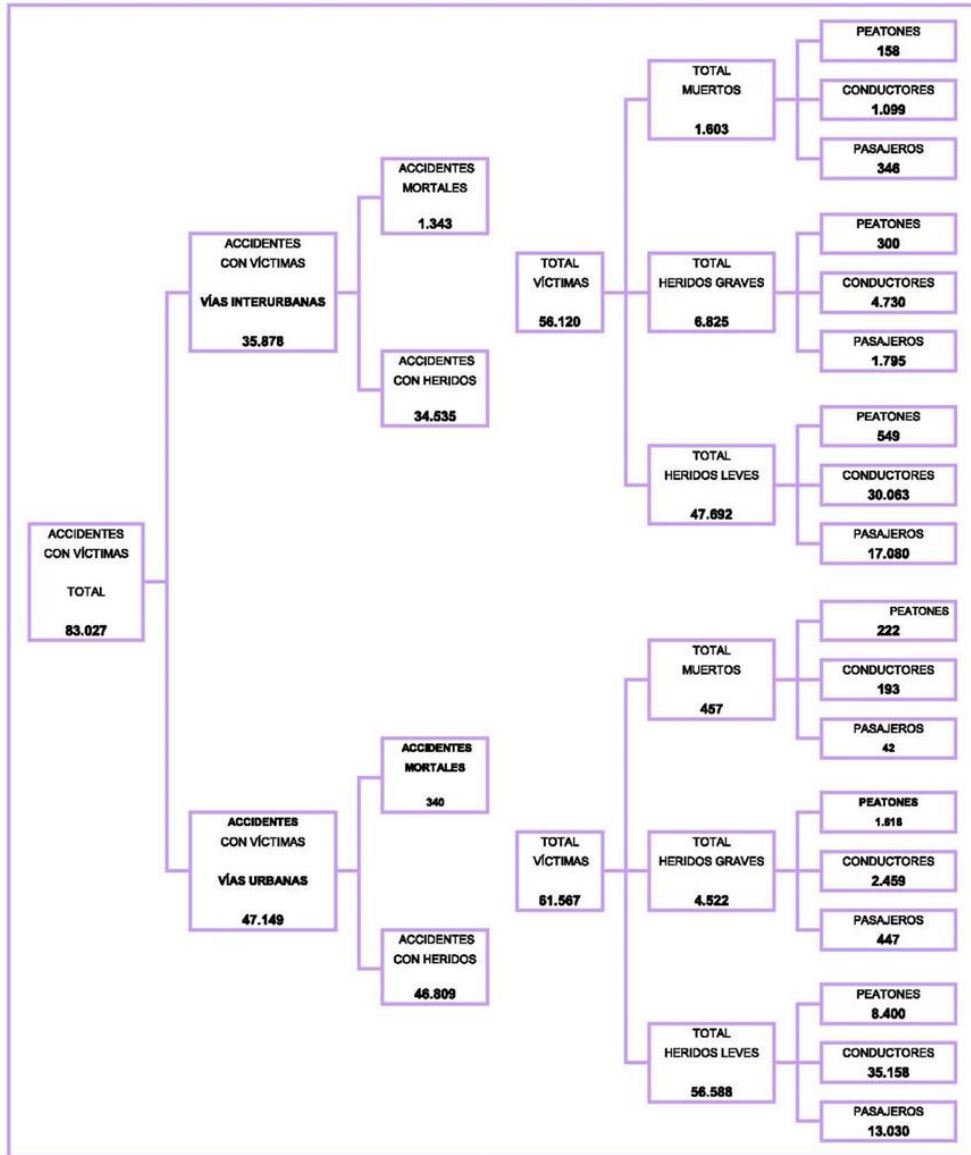 ACCIDENTES
CON VÍCTIMAS
TOTAL
83.027
ACCIDENTES
CON VÍCTIMAS
VÍAS INTERURBANAS
35.878
ACCIDENTES
MORTALES
1.343
ACCIDENTES
CON HERIDOS
34.535
TOTAL
VÍCTIMAS
56.120
TOTAL
MUERTOS
1.603
PEATONES
158
CONDUCTORES
1.099
PASAJEROS
346
TOTAL
HERIDOS GRAVES
6.825
PEATONES
300
CONDUCTORES
4.730
PASAJEROS
1.795
TOTAL
HERIDOS LEVES
47.692
PEATONES
549
CONDUCTORES
30.063
PASAJEROS
17.080
ACCIDENTES
CON VÍCTIMAS
VÍAS URBANAS
47.149
ACCIDENTES
MORTALES
340
ACCIDENTES
CON HERIDOS
46.809
TOTAL
VÍCTIMAS
61.567
TOTAL
MUERTOS
457
PEATONES
222
CONDUCTORES
193
PASAJEROS
42
TOTAL
HERIDOS GRAVES
4.522
PEATONES
1.616
CONDUCTORES
2.459
PASAJEROS
447
TOTAL
HERIDOS LEVES
56.588
PEATONES
8.400
CONDUCTORES
35.158
PASAJEROS
13.030